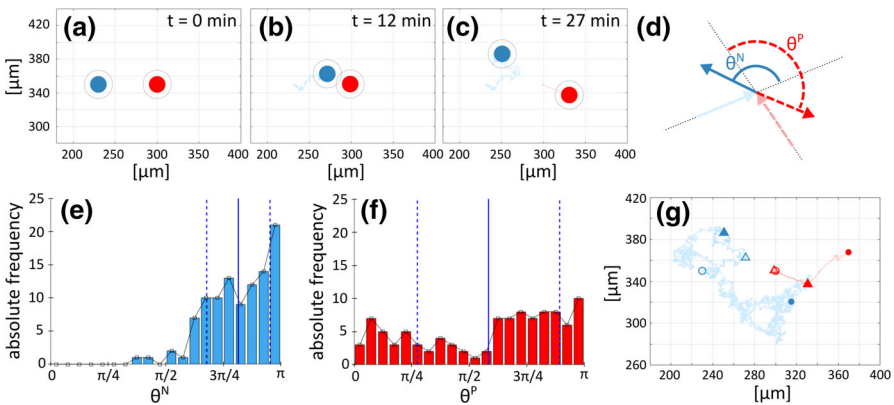 (a) t = 0 min
(b) t = 12 min
(c) t = 27 min
(d)
420
380
340
300
[µm]
200 250 300 350 400
200 250 300 350 400
200 250 300 350 400
[µm]
[µm]
[µm]
θᴺ
θᴾ
(e)
absolute frequency
25
20
15
10
5
0
0 π/4 π/2 3π/4 π
θᴺ
(f)
absolute frequency
25
20
15
10
5
0
0 π/4 π/2 3π/4 π
θᴾ
(g)
[µm]
420
380
340
300
260
200 240 280 320 360 400
[µm]